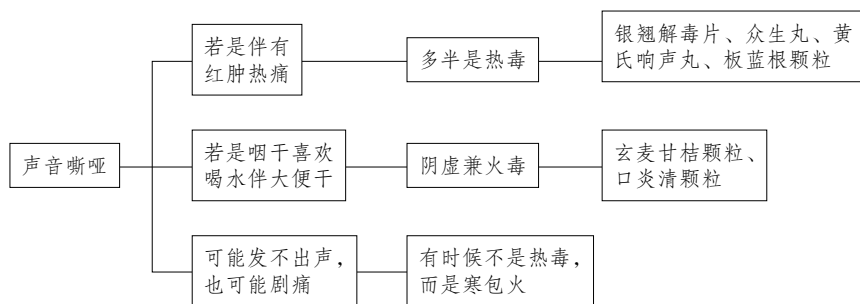 声音嘶哑
若是伴有
红肿热痛
多半是热毒
银翘解毒片、众生丸、黄
氏响声丸、板蓝根颗粒
若是咽干喜欢
喝水伴大便干
阴虚兼火毒
玄麦甘桔颗粒、
口炎清颗粒
可能发不出声，
也可能剧痛
有时候不是热毒，
而是寒包火